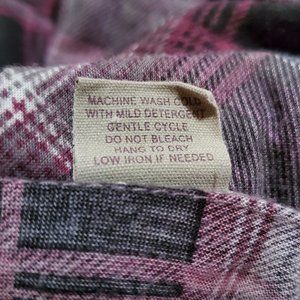 MACHINE WASH COLD
WITH MILD DETERGENT
GENTLE CYCLE
DO NOT BLEACH
HANG TO DRY
LOW IRON IF NEEDED